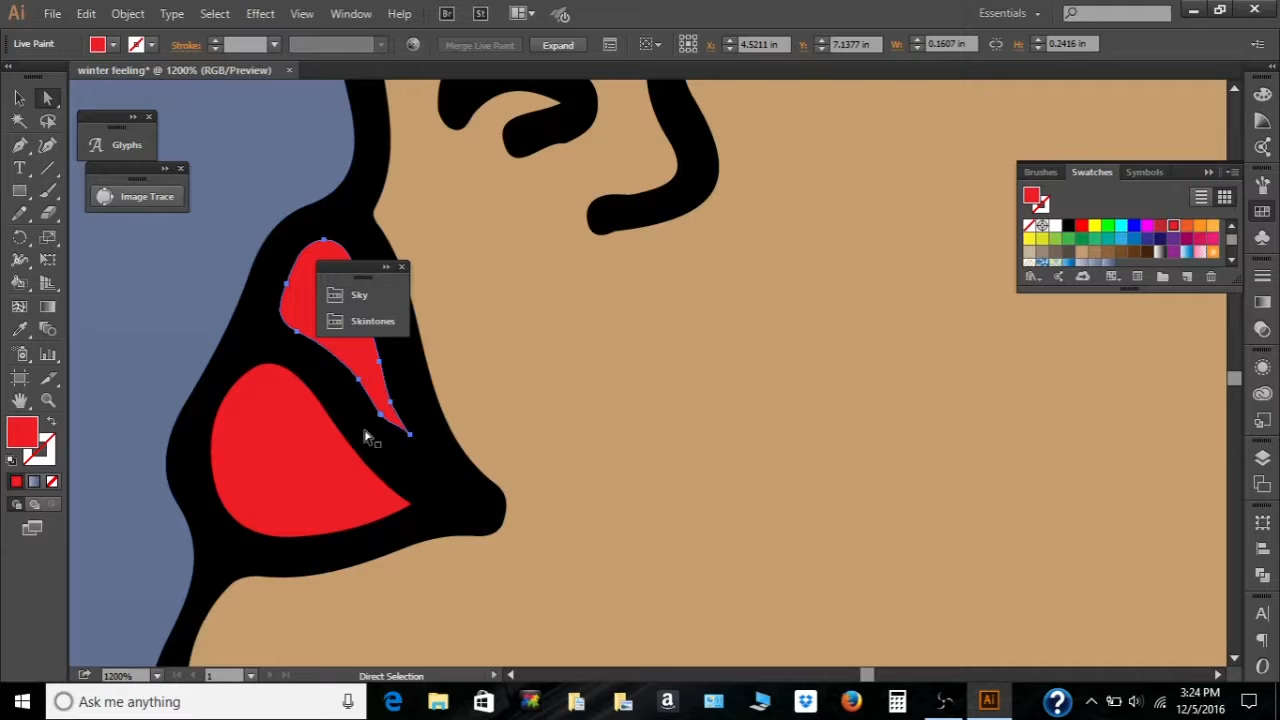 Ai File Edit Object Type Select Effect View Window Help Br St Essentials
Live Paint Stroke: Merge Live Paint Expand X: 4.5211 in Y: 7.1377 in W: 0.1607 in H: 0.2416 in
winter feeling* @ 1200% (RGB/Preview)
A Glyphs
Image Trace
Brushes Swatches Symbols
Sky
Skintones
1200% 1 Direct Selection
Ask me anything
3:24 PM
12/5/2016